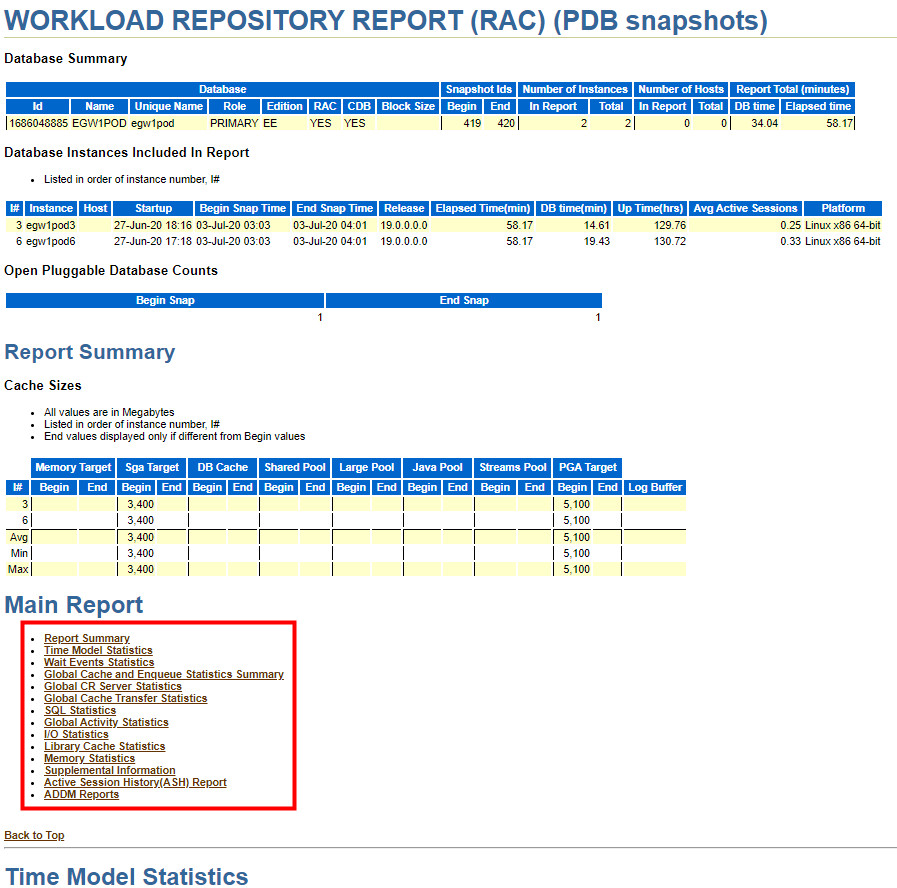 WORKLOAD REPOSITORY REPORT (RAC) (PDB snapshots)
Database Summary
Database Snapshot Ids Number of Instances Number of Hosts Report Total (minutes)
Id Name Unique Name Role Edition RAC CDB Block Size Begin End In Report Total In Report Total DB time Elapsed time
1686048885 EGW1POD egw1pod PRIMARY EE YES YES 419 420 2 2 0 0 34.04 58.17
Database Instances Included In Report
• Listed in order of instance number, I#
I# Instance Host Startup Begin Snap Time End Snap Time Release Elapsed Time(min) DB time(min) Up Time(hrs) Avg Active Sessions Platform
3 egw1pod3 27-Jun-20 18:16 03-Jul-20 03:03 03-Jul-20 04:01 19.0.0.0.0 58.17 14.61 129.76 0.25 Linux x86 64-bit
6 egw1pod6 27-Jun-20 17:18 03-Jul-20 03:03 03-Jul-20 04:01 19.0.0.0.0 58.17 19.43 130.72 0.33 Linux x86 64-bit
Open Pluggable Database Counts
Begin Snap End Snap
1 1
Report Summary
Cache Sizes
• All values are in Megabytes
• Listed in order of instance number, I#
• End values displayed only if different from Begin values
Memory Target Sga Target DB Cache Shared Pool Large Pool Java Pool Streams Pool PGA Target
I# Begin End Begin End Begin End Begin End Begin End Begin End Begin End Begin End Log Buffer
3 3,400 5,100
6 3,400 5,100
Avg 3,400 5,100
Min 3,400 5,100
Max 3,400 5,100
Main Report
• Report Summary
• Time Model Statistics
• Wait Events Statistics
• Global Cache and Enqueue Statistics Summary
• Global CR Server Statistics
• Global Cache Transfer Statistics
• SQL Statistics
• Global Activity Statistics
• I/O Statistics
• Library Cache Statistics
• Memory Statistics
• Supplemental Information
• Active Session History(ASH) Report
• ADDM Reports
Back to Top
Time Model Statistics